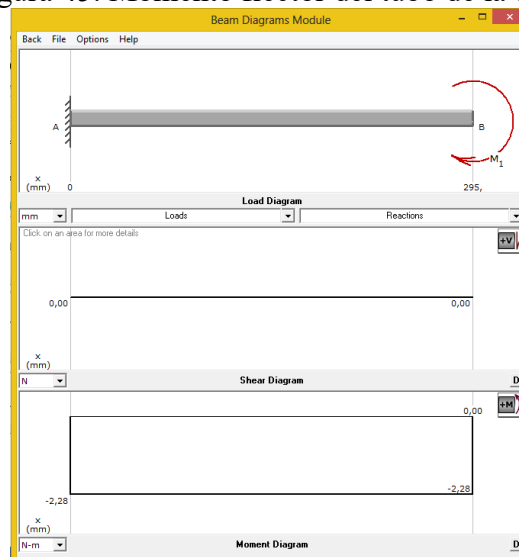 Beam Diagrams Module
Back File Options Help
A
B
M1
x
(mm) 0 295,
Load Diagram
mm Loads Reactions
Click on an area for more details
+V
0,00 0,00
x
(mm)
N Shear Diagram D
+M
0,00
-2,28
-2,28
x
(mm)
N-m Moment Diagram D